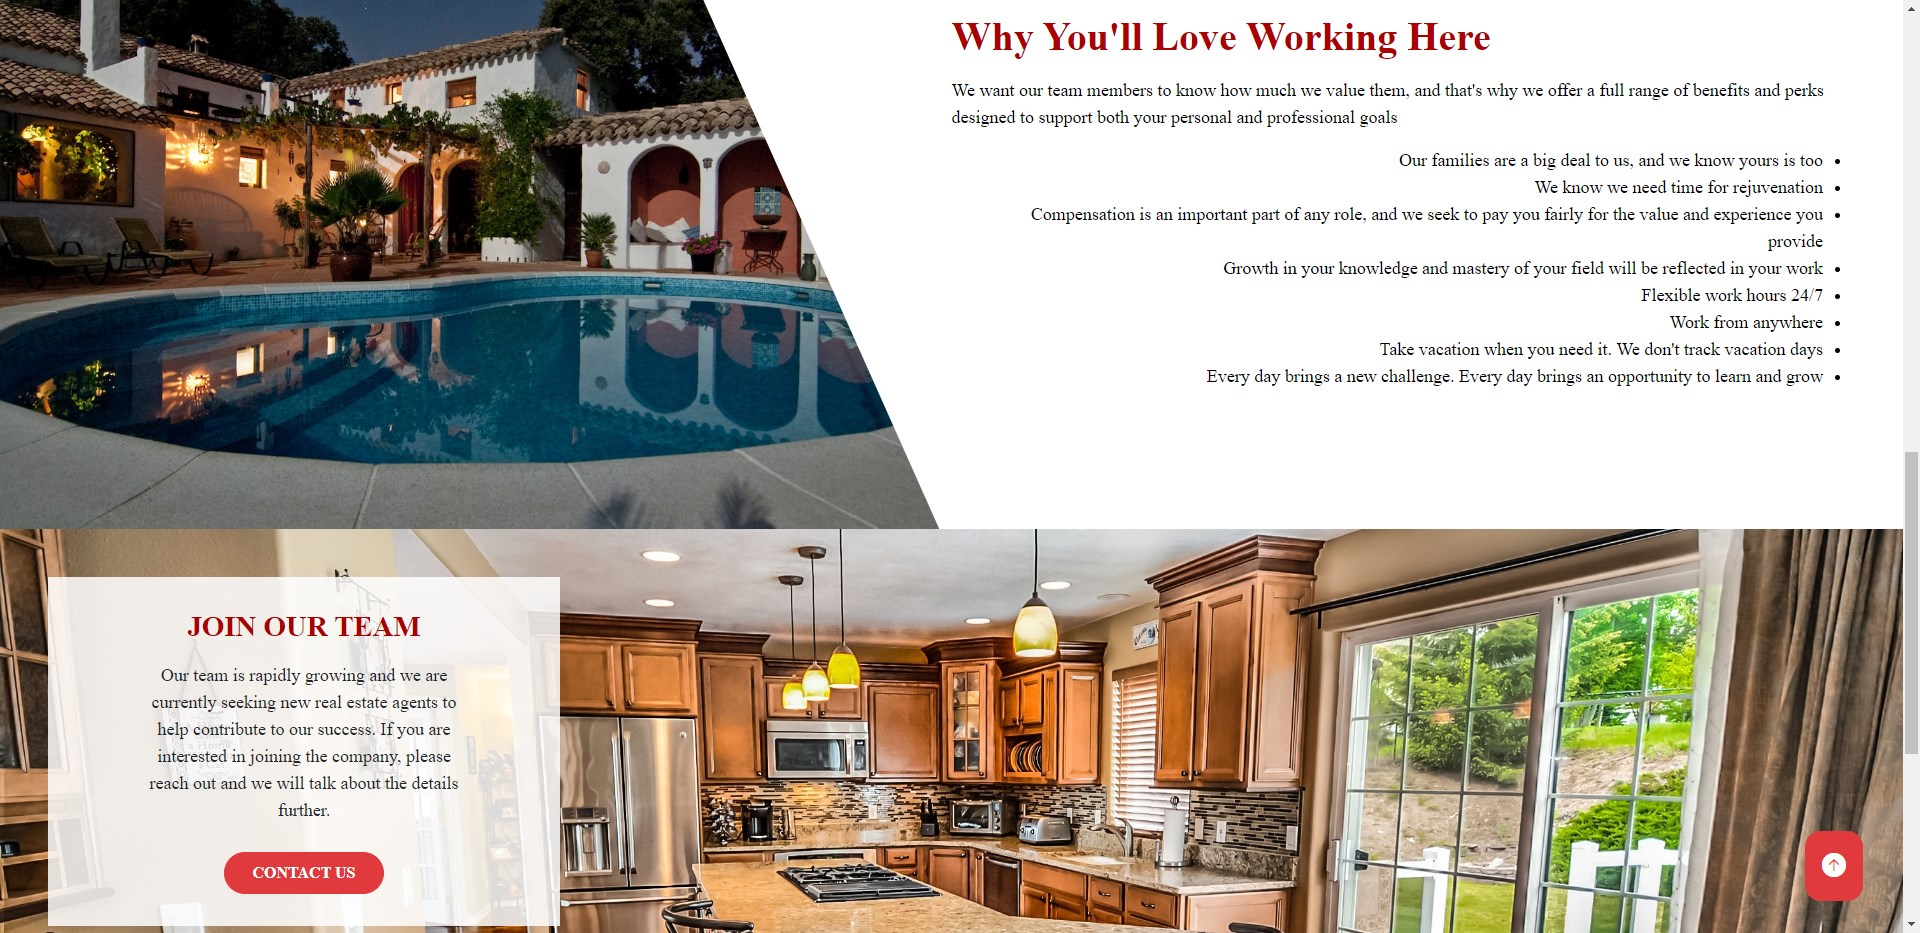 Why You'll Love Working Here
We want our team members to know how much we value them, and that's why we offer a full range of benefits and perks
designed to support both your personal and professional goals
Our families are a big deal to us, and we know yours is too
We know we need time for rejuvenation
Compensation is an important part of any role, and we seek to pay you fairly for the value and experience you
provide
Growth in your knowledge and mastery of your field will be reflected in your work
Flexible work hours 24/7
Work from anywhere
Take vacation when you need it. We don't track vacation days
Every day brings a new challenge. Every day brings an opportunity to learn and grow
JOIN OUR TEAM
Our team is rapidly growing and we are
currently seeking new real estate agents to
help contribute to our success. If you are
interested in joining the company, please
reach out and we will talk about the details
further.
CONTACT US